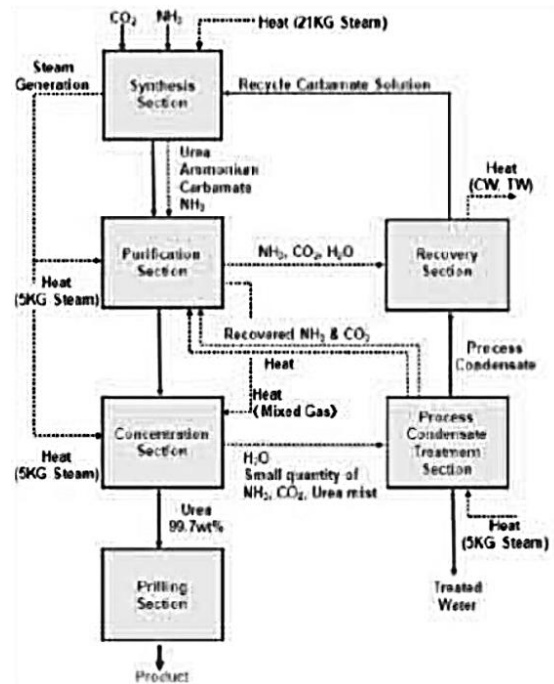 CO2
NH3
Heat (21KG Steam)
Steam
Generation
Synthesis
Section
Recycle Carbamate Solution
Urea
Ammonium
Carbamate
NH3
Heat
(CW, TW)
Purification
Section
NH3, CO2, H2O
Recovery
Section
Heat
(5KG Steam)
Recovered NH3 & CO2
Heat
Process
Condensate
Heat
(Mixed Gas)
Concentration
Section
Process
Condensate
Treatment
Section
Heat
(5KG Steam)
H2O
Small quantity of
NH3, CO2, Urea mist
Urea
99.7wt%
Heat
(5KG Steam)
Prilling
Section
Treated
Water
Product